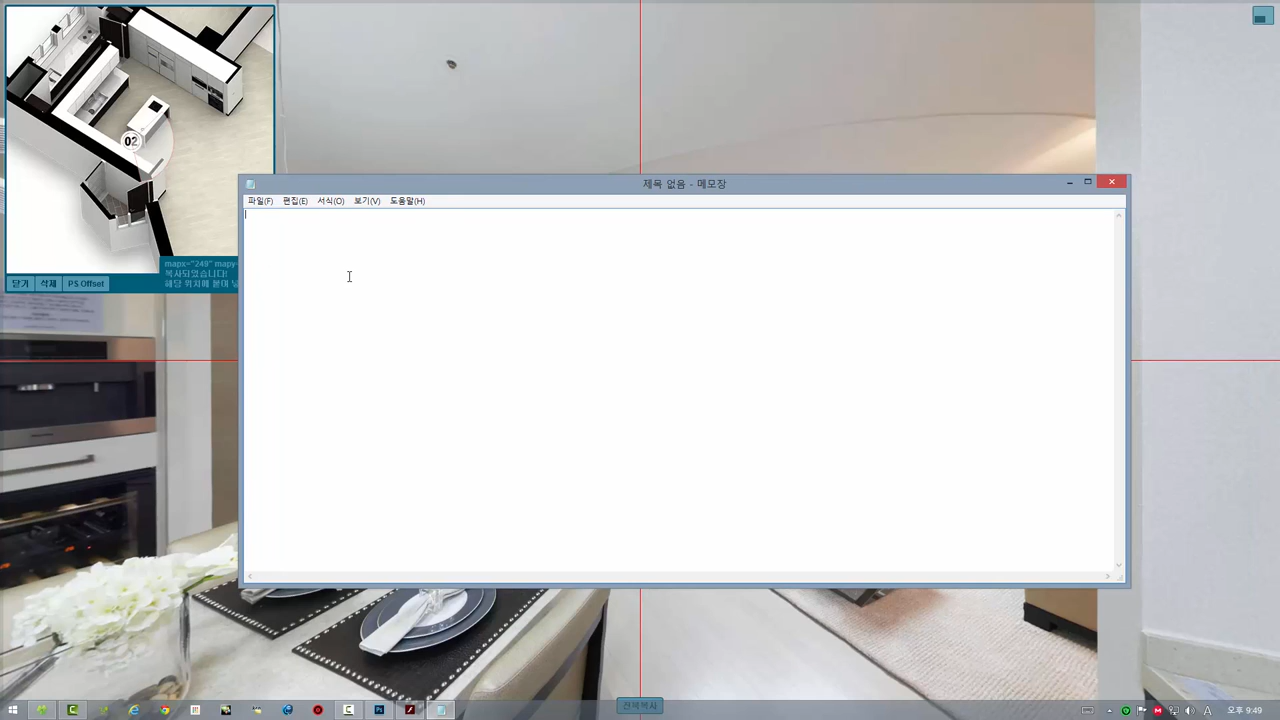 02
제목 없음 - 메모장
파일(F) 편집(E) 서식(O) 보기(V) 도움말(H)
mapx="249" mapy=
복사되었습니다!
해당 위치에 붙여 넣
닫기 삭제 PS Offset
전복복사
오후 9:49